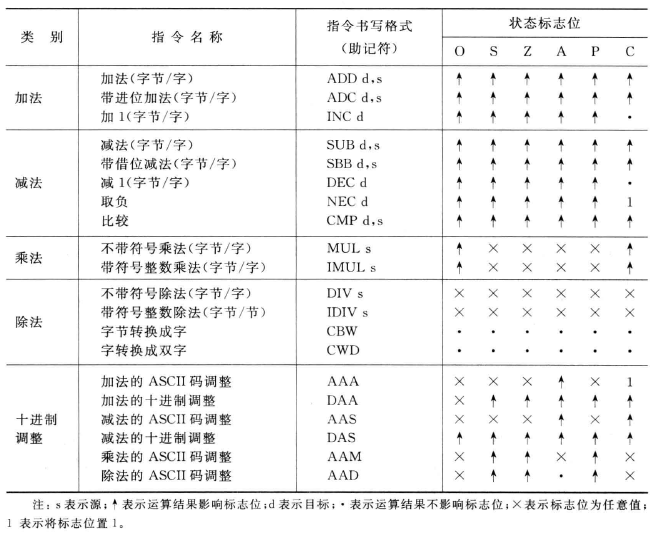 类 别 指 令 名 称 指令书写格式（助记符） 状态标志位
O S Z A P C
加法 加法(字节/字) ADD d,s ↑ ↑ ↑ ↑ ↑ ↑
带进位加法(字节/字) ADC d,s ↑ ↑ ↑ ↑ ↑ ↑
加 1(字节/字) INC d ↑ ↑ ↑ ↑ ↑ ·
减法 减法(字节/字) SUB d,s ↑ ↑ ↑ ↑ ↑ ↑
带借位减法(字节/字) SBB d,s ↑ ↑ ↑ ↑ ↑ ↑
减 1(字节/字) DEC d ↑ ↑ ↑ ↑ ↑ ·
取负 NEC d ↑ ↑ ↑ ↑ ↑ 1
比较 CMP d,s ↑ ↑ ↑ ↑ ↑ ↑
乘法 不带符号乘法(字节/字) MUL s ↑ × × × × ↑
带符号整数乘法(字节/字) IMUL s ↑ × × × × ↑
除法 不带符号除法(字节/字) DIV s × × × × × ×
带符号整数除法(字节/节) IDIV s × × × × × ×
字节转换成字 CBW · · · · · ·
字转换成双字 CWD · · · · · ·
十进制调整 加法的 ASCII 码调整 AAA × × × ↑ × 1
加法的十进制调整 DAA × ↑ ↑ ↑ ↑ ↑
减法的 ASCII 码调整 AAS × × × ↑ × ↑
减法的十进制调整 DAS ↑ ↑ ↑ ↑ ↑ ↑
乘法的 ASCII 码调整 AAM × ↑ ↑ × ↑ ×
除法的 ASCII 码调整 AAD × ↑ ↑ · ↑ ×
注：s 表示源；↑ 表示运算结果影响标志位；d 表示目标；· 表示运算结果不影响标志位；× 表示标志位为任意值；
1 表示将标志位置 1。